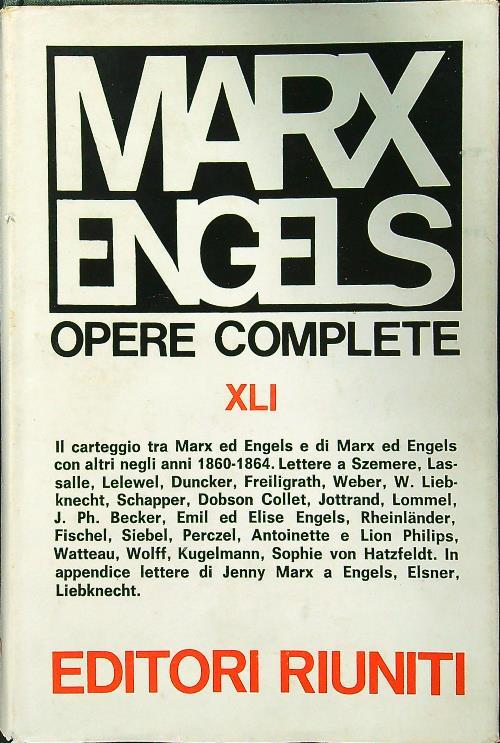 MARX
ENGELS
OPERE COMPLETE
XLI
Il carteggio tra Marx ed Engels e di Marx ed Engels
con altri negli anni 1860-1864. Lettere a Szemere, Las-
salle, Lelewel, Duncker, Freiligrath, Weber, W. Lieb-
knecht, Schapper, Dobson Collet, Jottrand, Lommel,
J. Ph. Becker, Emil ed Elise Engels, Rheinländer,
Fischel, Siebel, Perczel, Antoinette e Lion Philips,
Watteau, Wolff, Kugelmann, Sophie von Hatzfeldt. In
appendice lettere di Jenny Marx a Engels, Elsner,
Liebknecht.
EDITORI RIUNITI